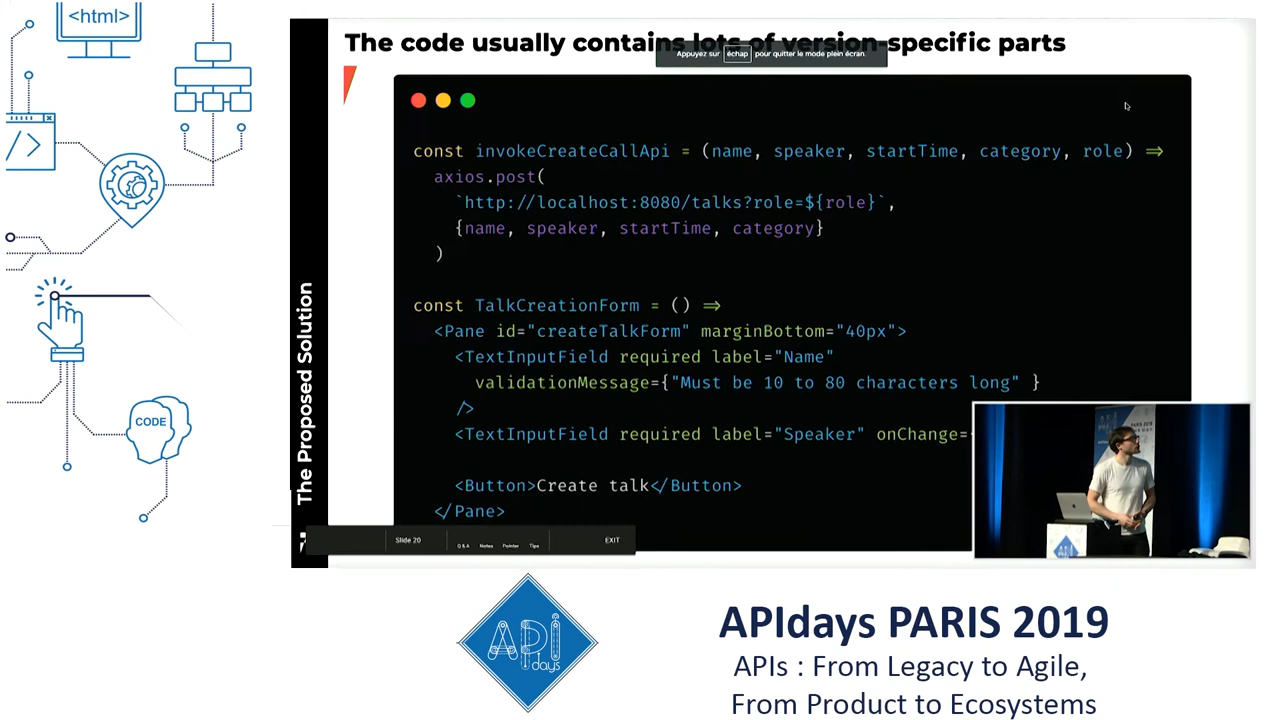 <html>
The code usually contains lots of version-specific parts
Appuyez sur échap pour quitter le mode plein écran.
const invokeCreateCallApi = (name, speaker, startTime, category, role) ⇒
axios.post(
`http://localhost:8080/talks?role=${role}`,
{name, speaker, startTime, category}
)
const TalkCreationForm = () ⇒
<Pane id="createTalkForm" marginBottom="40px">
<TextInputField required label="Name"
validationMessage={"Must be 10 to 80 characters long" }
/>
<TextInputField required label="Speaker" onChange=
<Button>Create talk</Button>
</Pane>
The Proposed Solution
</>
CODE
Slide 20
Q & A Notes Pointer Tips
EXIT
PARIS 2019
API
days
APIdays PARIS 2019
APIs : From Legacy to Agile,
From Product to Ecosystems